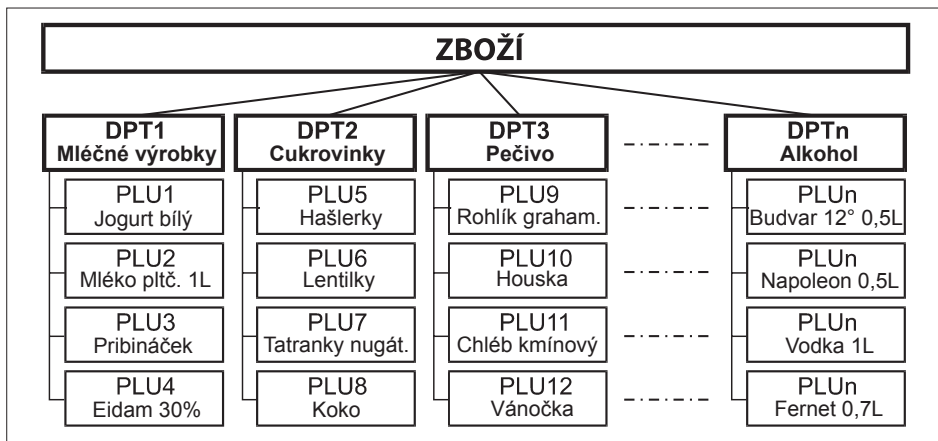 ZBOŽÍ
DPT1
Mléčné výrobky
PLU1
Jogurt bílý
PLU2
Mléko pltč. 1L
PLU3
Pribináček
PLU4
Eidam 30%
DPT2
Cukrovinky
PLU5
Hašlerky
PLU6
Lentilky
PLU7
Tatranky nugát.
PLU8
Koko
DPT3
Pečivo
PLU9
Rohlík graham.
PLU10
Houska
PLU11
Chléb kmínový
PLU12
Vánočka
DPTn
Alkohol
PLUn
Budvar 12° 0,5L
PLUn
Napoleon 0,5L
PLUn
Vodka 1L
PLUn
Fernet 0,7L